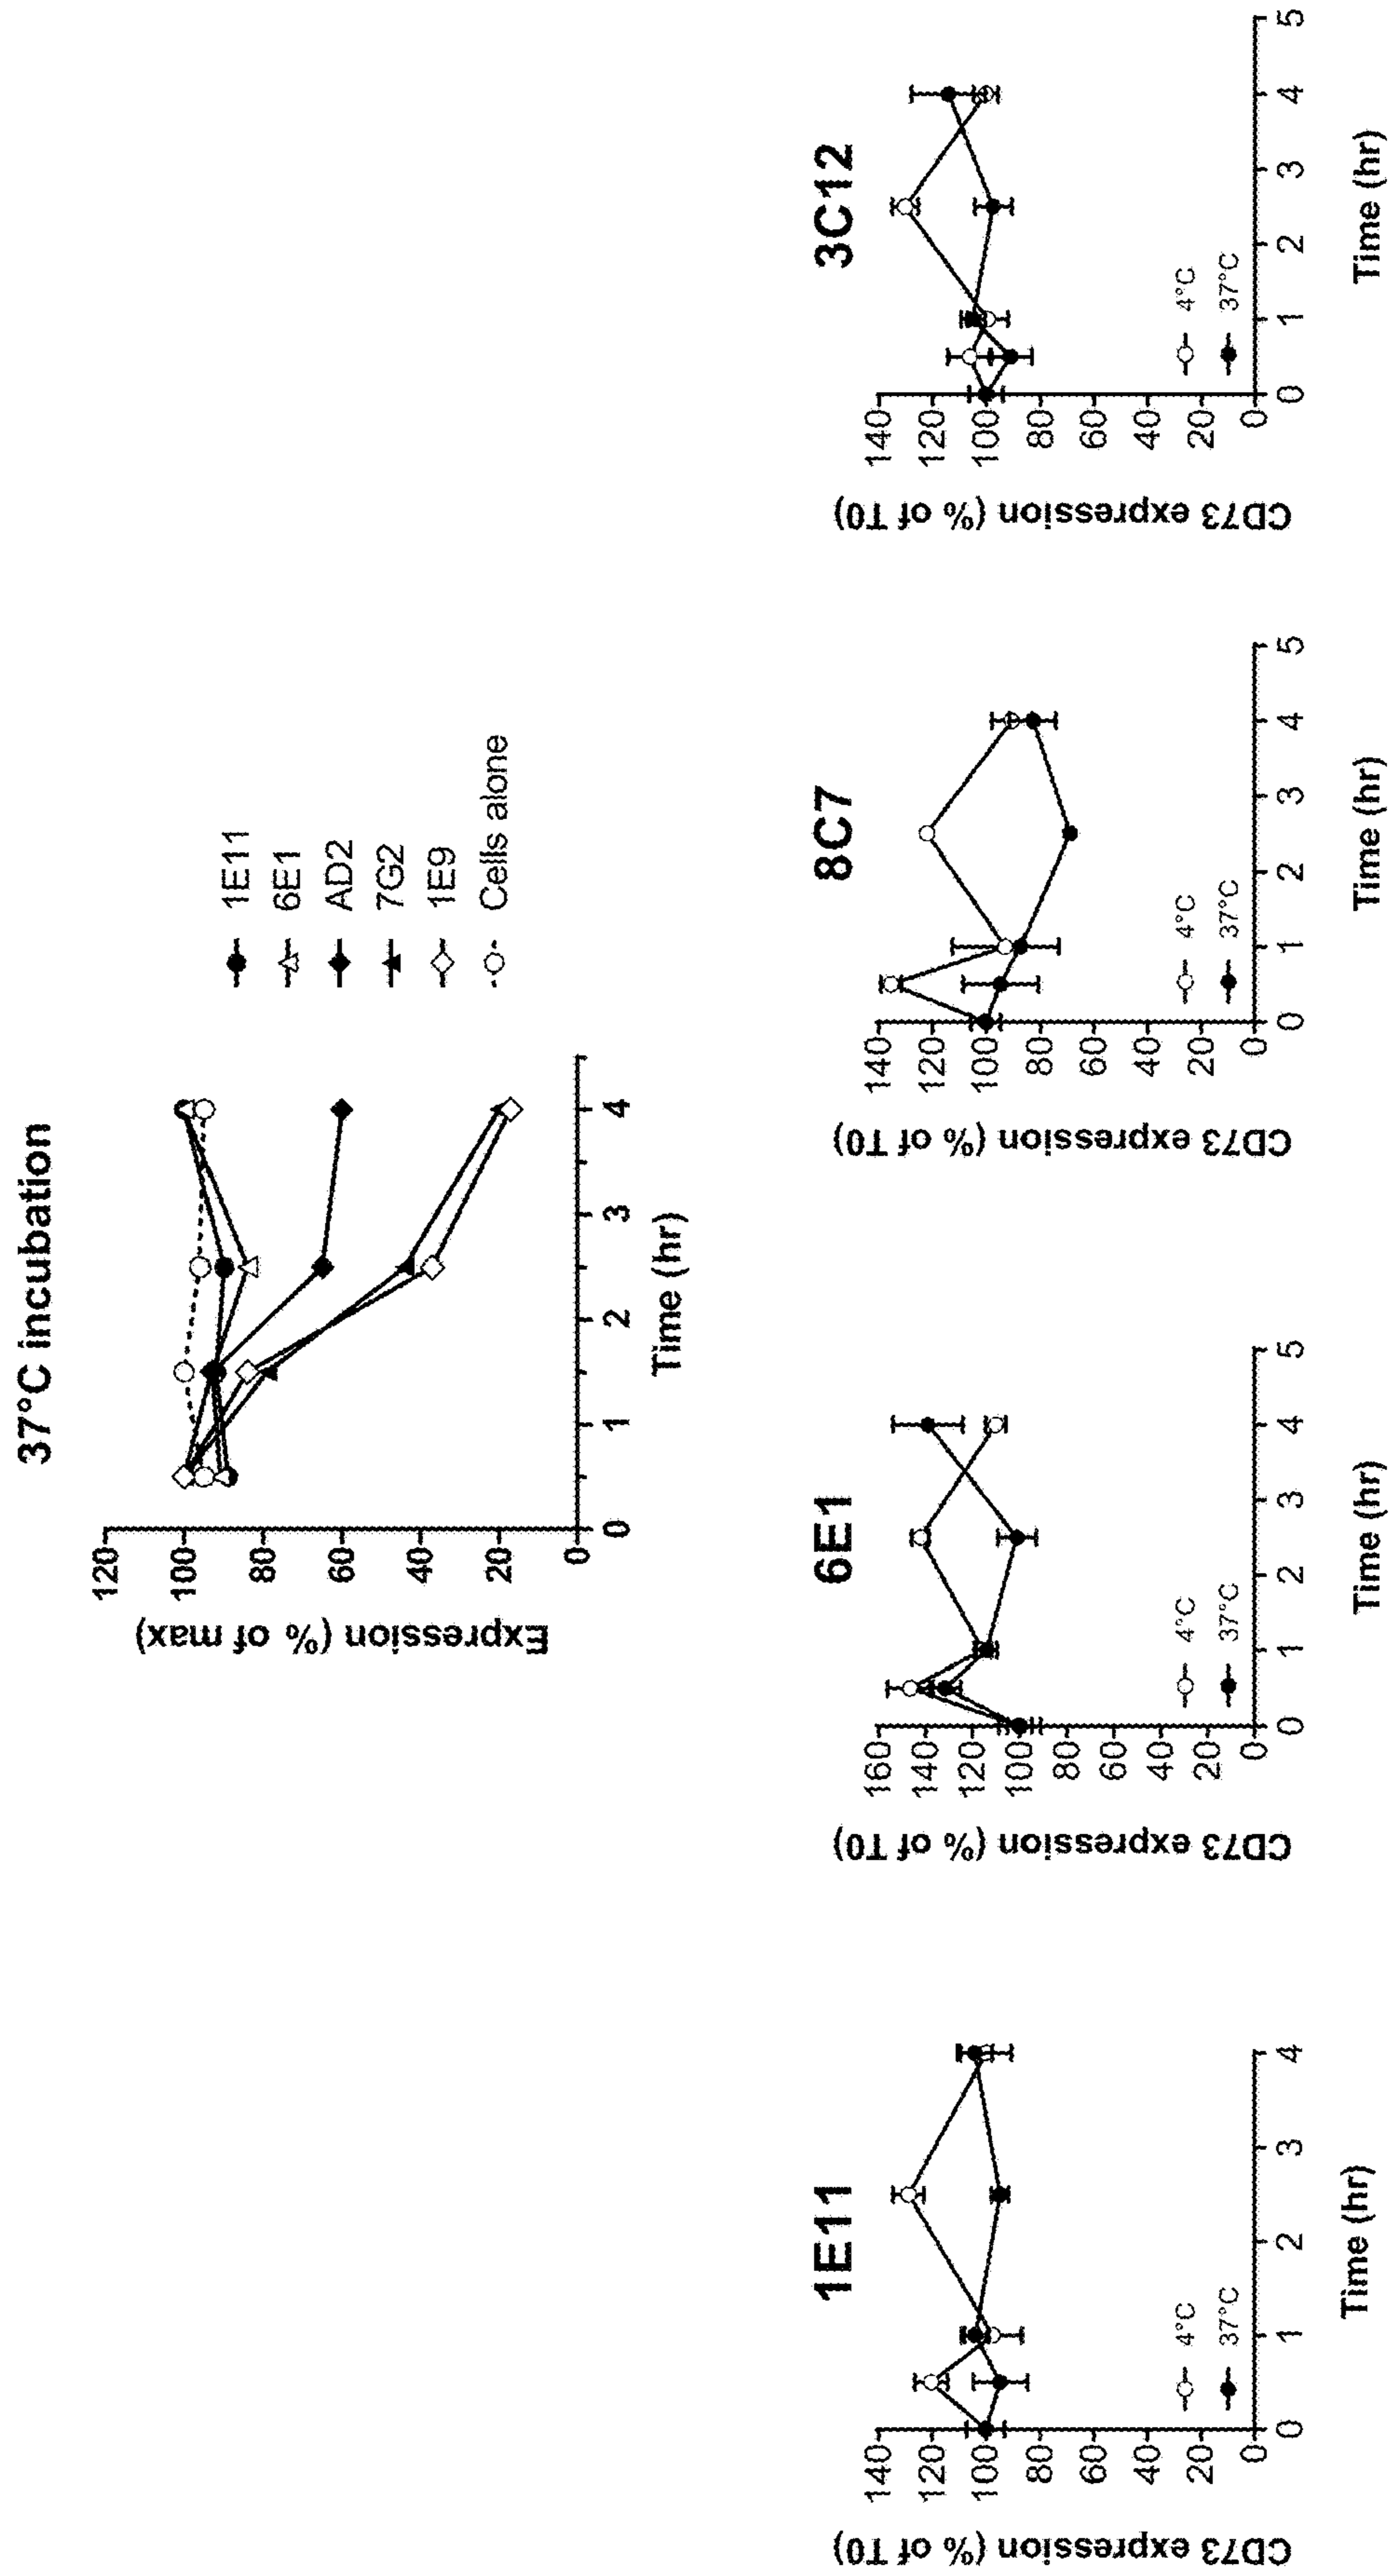 37°C incubation
Expression (% of max)
120
100
80
60
40
20
0
0 1 2 3 4
Time (hr)
1E11
6E1
AD2
7G2
1E9
Cells alone
1E11
CD73 expression (% of T0)
140
120
100
80
60
40
20
0
4°C
37°C
0 1 2 3 4
Time (hr)
6E1
CD73 expression (% of T0)
160
140
120
100
80
60
40
20
0
4°C
37°C
0 1 2 3 4 5
Time (hr)
8C7
CD73 expression (% of T0)
140
120
100
80
60
40
20
0
4°C
37°C
0 1 2 3 4 5
Time (hr)
3C12
CD73 expression (% of T0)
140
120
100
80
60
40
20
0
4°C
37°C
0 1 2 3 4 5
Time (hr)